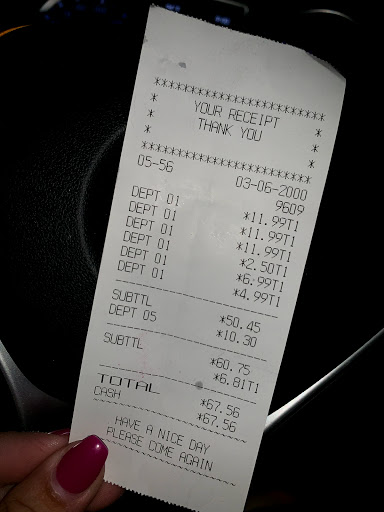 ************************
* YOUR RECEIPT *
* THANK YOU *
* *
************************
05-56 03-06-2000
9609
DEPT 01 *11.99T1
DEPT 01 *11.99T1
DEPT 01 *11.99T1
DEPT 01 *2.50T1
DEPT 01 *6.99T1
DEPT 01 *4.99T1
SUBTTL *50.45
DEPT 05 *10.30
SUBTTL *60.75
*6.81T1
TOTAL *67.56
CASH *67.56
HAVE A NICE DAY
PLEASE COME AGAIN